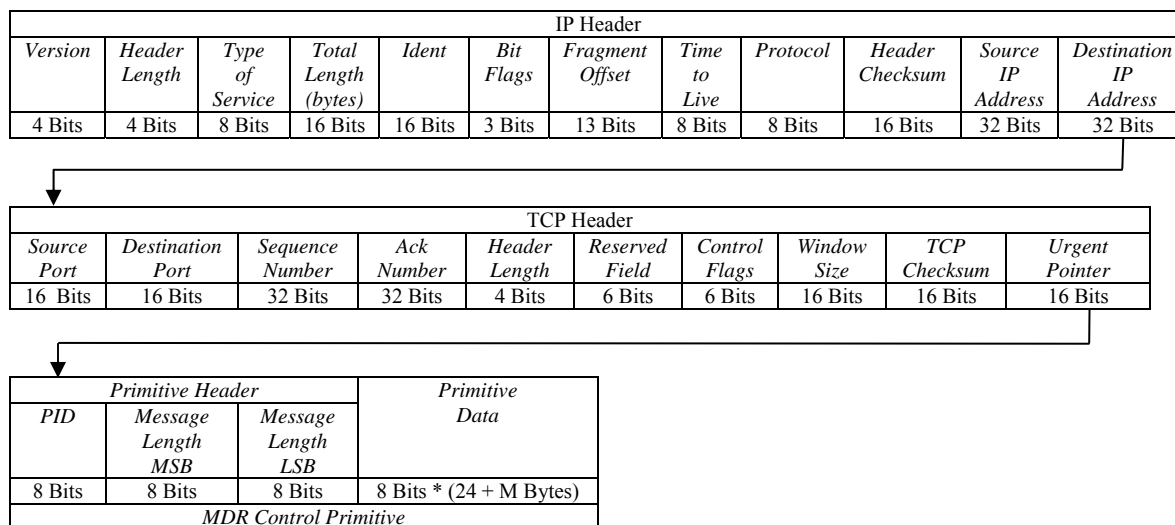 IP Header
Version Header Type Total Ident Bit Fragment Time Protocol Header Source Destination
Length of Length Flags Offset to Checksum IP IP
Service (bytes) Live Address Address
4 Bits 4 Bits 8 Bits 16 Bits 16 Bits 3 Bits 13 Bits 8 Bits 8 Bits 16 Bits 32 Bits 32 Bits
TCP Header
Source Destination Sequence Ack Header Reserved Control Window TCP Urgent
Port Port Number Number Length Field Flags Size Checksum Pointer
16 Bits 16 Bits 32 Bits 32 Bits 4 Bits 6 Bits 6 Bits 16 Bits 16 Bits 16 Bits
Primitive Header Primitive
PID Message Message Data
Length Length
MSB LSB
8 Bits 8 Bits 8 Bits 8 Bits * (24 + M Bytes)
MDR Control Primitive